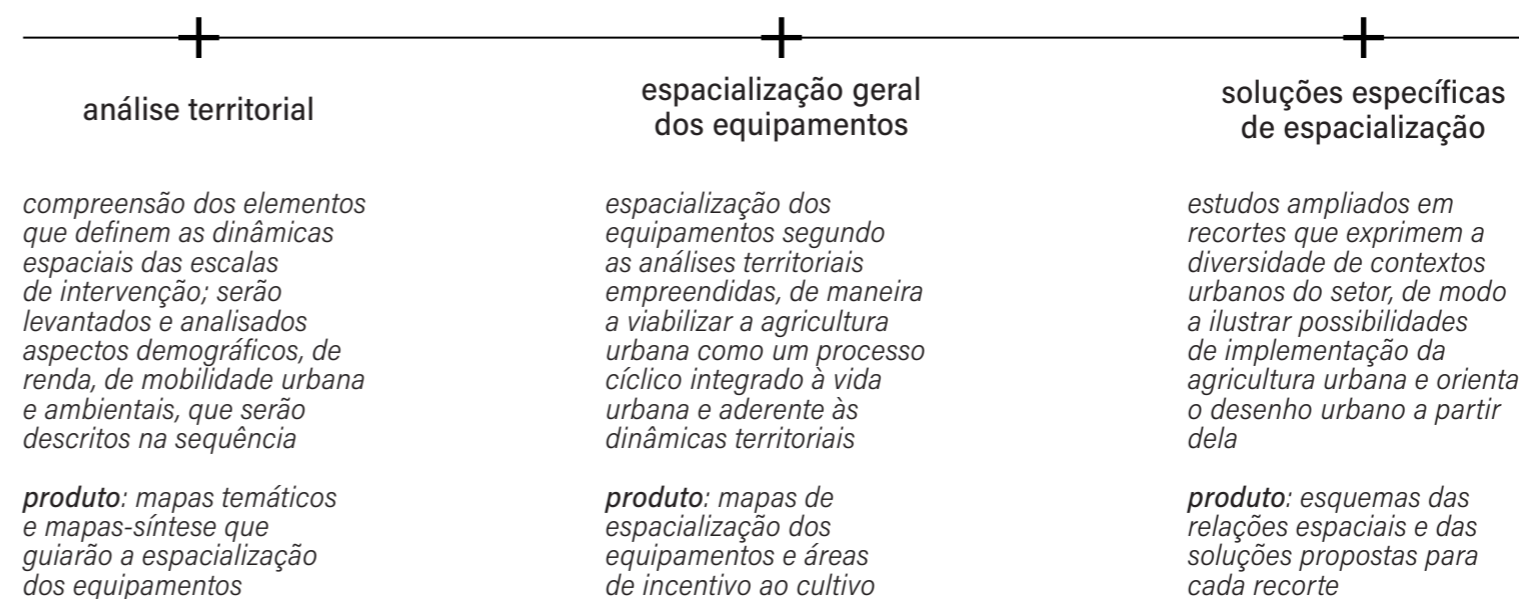 análise territorial
compreensão dos elementos
que definem as dinâmicas
espaciais das escalas
de intervenção; serão
levantados e analisados
aspectos demográficos, de
renda, de mobilidade urbana
e ambientais, que serão
descritos na sequência
produto: mapas temáticos
e mapas-síntese que
guiarão a espacialização
dos equipamentos
espacialização geral
dos equipamentos
espacialização dos
equipamentos segundo
as análises territoriais
empreendidas, de maneira
a viabilizar a agricultura
urbana como um processo
cíclico integrado à vida
urbana e aderente às
dinâmicas territoriais
produto: mapas de
espacialização dos
equipamentos e áreas
de incentivo ao cultivo
soluções específicas
de espacialização
estudos ampliados em
recortes que exprimem a
diversidade de contextos
urbanos do setor, de modo
a ilustrar possibilidades
de implementação da
agricultura urbana e orienta
o desenho urbano a partir
dela
produto: esquemas das
relações espaciais e das
soluções propostas para
cada recorte